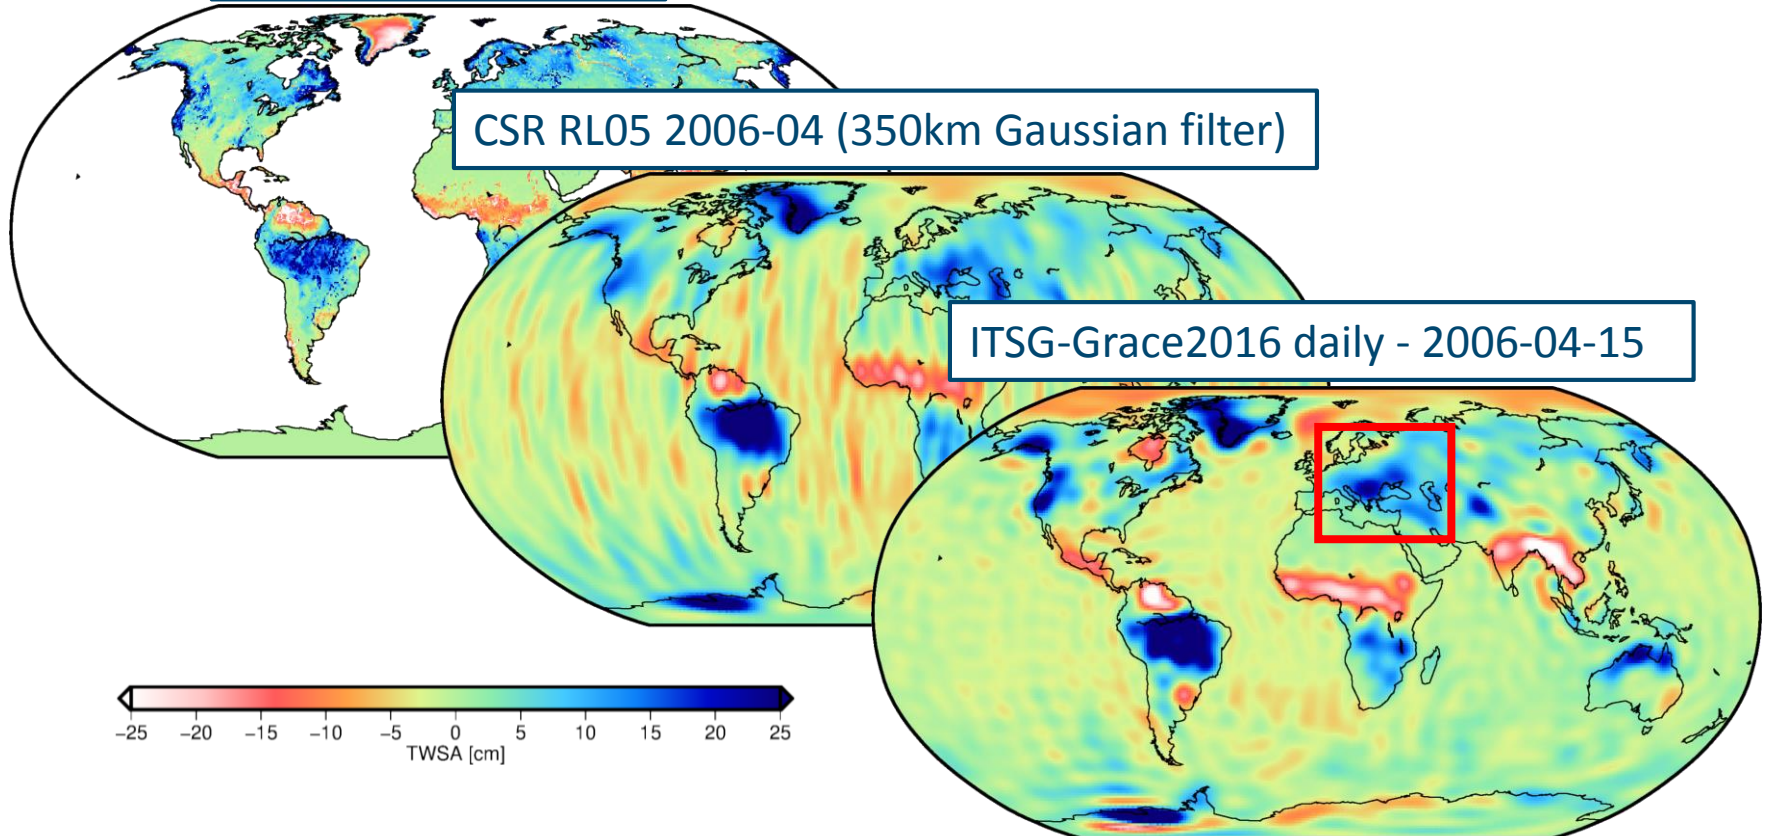 CSR RL05 2006-04 (350km Gaussian filter)
ITSG-Grace2016 daily - 2006-04-15
−25 −20 −15 −10 −5 0 5 10 15 20 25
TWSA [cm]